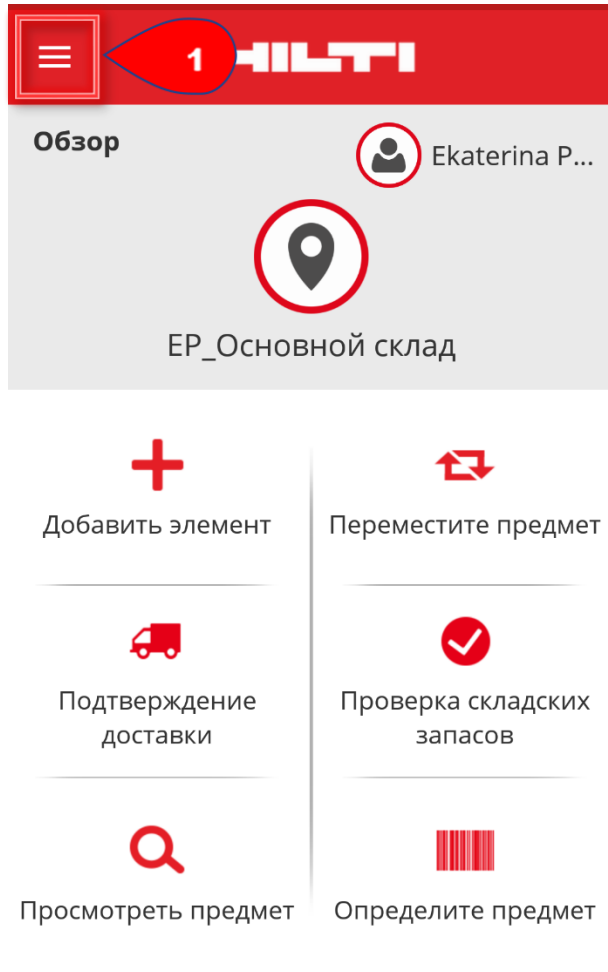 1
HILTI
Обзор
Ekaterina P...
EP_Основной склад
Добавить элемент
Переместите предмет
Подтверждение
доставки
Проверка складских
запасов
Просмотреть предмет
Определите предмет